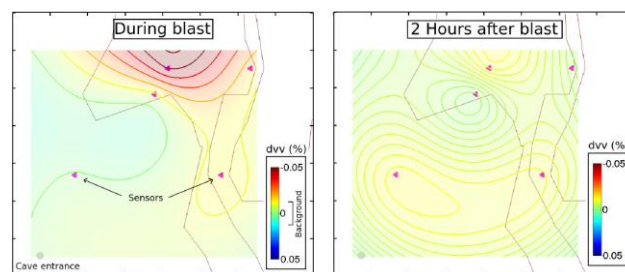 During blast
2 Hours after blast
dvv (%)
-0.05
0
0.05
Background
Sensors
Cave entrance
dvv (%)
-0.05
0
0.05